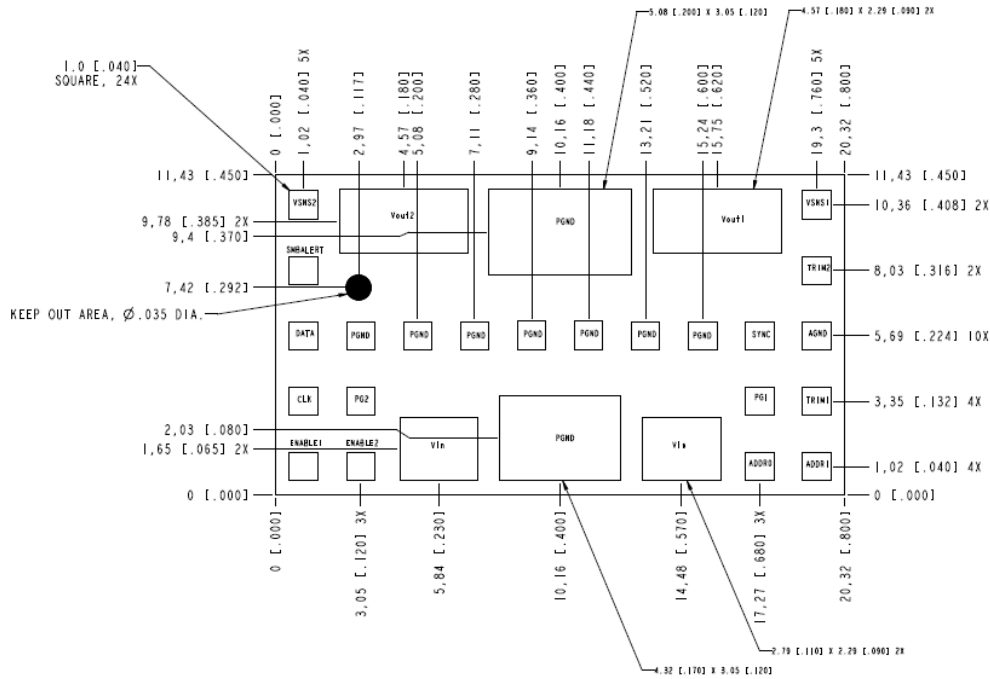 5.08 [.200] X 3.05 [.120]
4.57 [.180] X 2.29 [.090] 2X
1.0 [.040]
SQUARE, 24X
0 [.000]
1,02 [.040] 5X
2,97 [.117]
4,57 [.180]
5,08 [.200]
7,11 [.280]
9,14 [.360]
10,16 [.400]
11,18 [.440]
13,21 [.520]
15,24 [.600]
15,75 [.620]
19,3 [.760] 5X
20,32 [.800]
11,43 [.450]
11,43 [.450]
VSNS2
Vout2
PGND
Vout1
VSNS1
10,36 [.408] 2X
9,78 [.385] 2X
9,4 [.370]
SMBALERT
TRIM2
8,03 [.316] 2X
7,42 [.292]
KEEP OUT AREA, Ø.035 DIA.
DATA
PGND
PGND
PGND
PGND
PGND
PGND
PGND
SYNC
AGND
5,69 [.224] 10X
CLK
PG2
PG1
TRIM1
3,35 [.132] 4X
2,03 [.080]
1,65 [.065] 2X
ENABLE1
ENABLE2
Vin
PGND
Vin
ADDR0
ADDR1
1,02 [.040] 4X
0 [.000]
0 [.000]
0 [.000]
3,05 [.120] 3X
5,84 [.230]
10,16 [.400]
14,48 [.570]
17,27 [.680] 3X
20,32 [.800]
2.79 [.110] X 2.29 [.090] 2X
4.32 [.170] X 3.05 [.120]